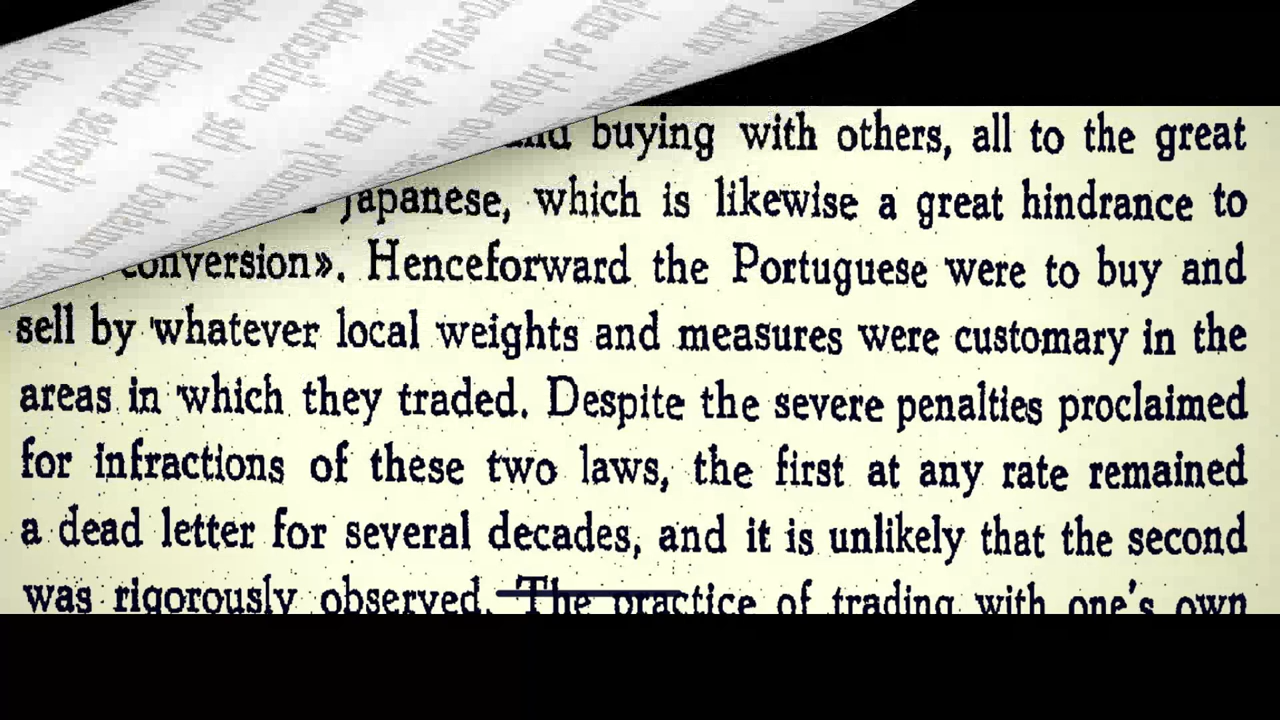 buying with others, all to the great
Japanese, which is likewise a great hindrance to
conversion». Henceforward the Portuguese were to buy and
sell by whatever local weights and measures were customary in the
areas in which they traded. Despite the severe penalties proclaimed
for infractions of these two laws, the first at any rate remained
a dead letter for several decades, and it is unlikely that the second
was rigorously observed. The practice of trading with one's own